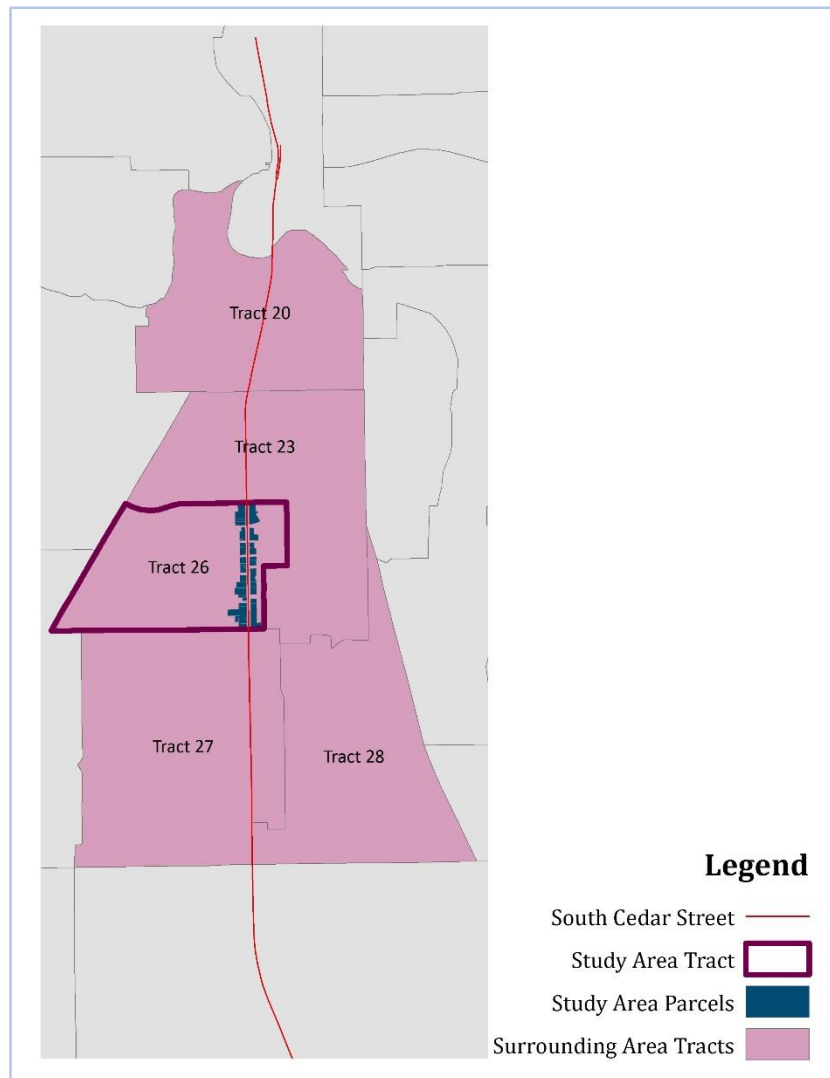 Tract 20
Tract 23
Tract 26
Tract 27
Tract 28
Legend
South Cedar Street
Study Area Tract
Study Area Parcels
Surrounding Area Tracts